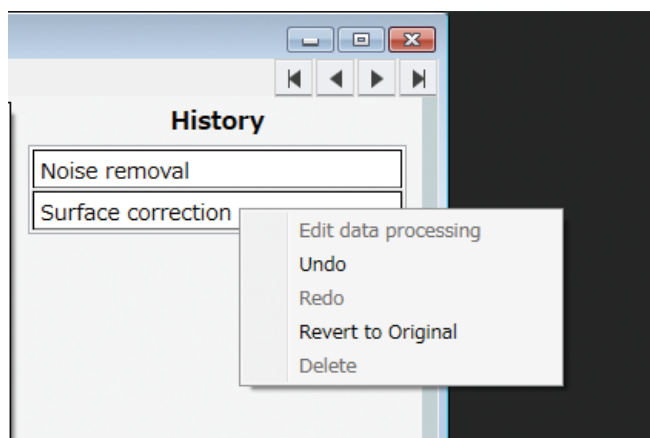 History
Noise removal
Surface correction
Edit data processing
Undo
Redo
Revert to Original
Delete